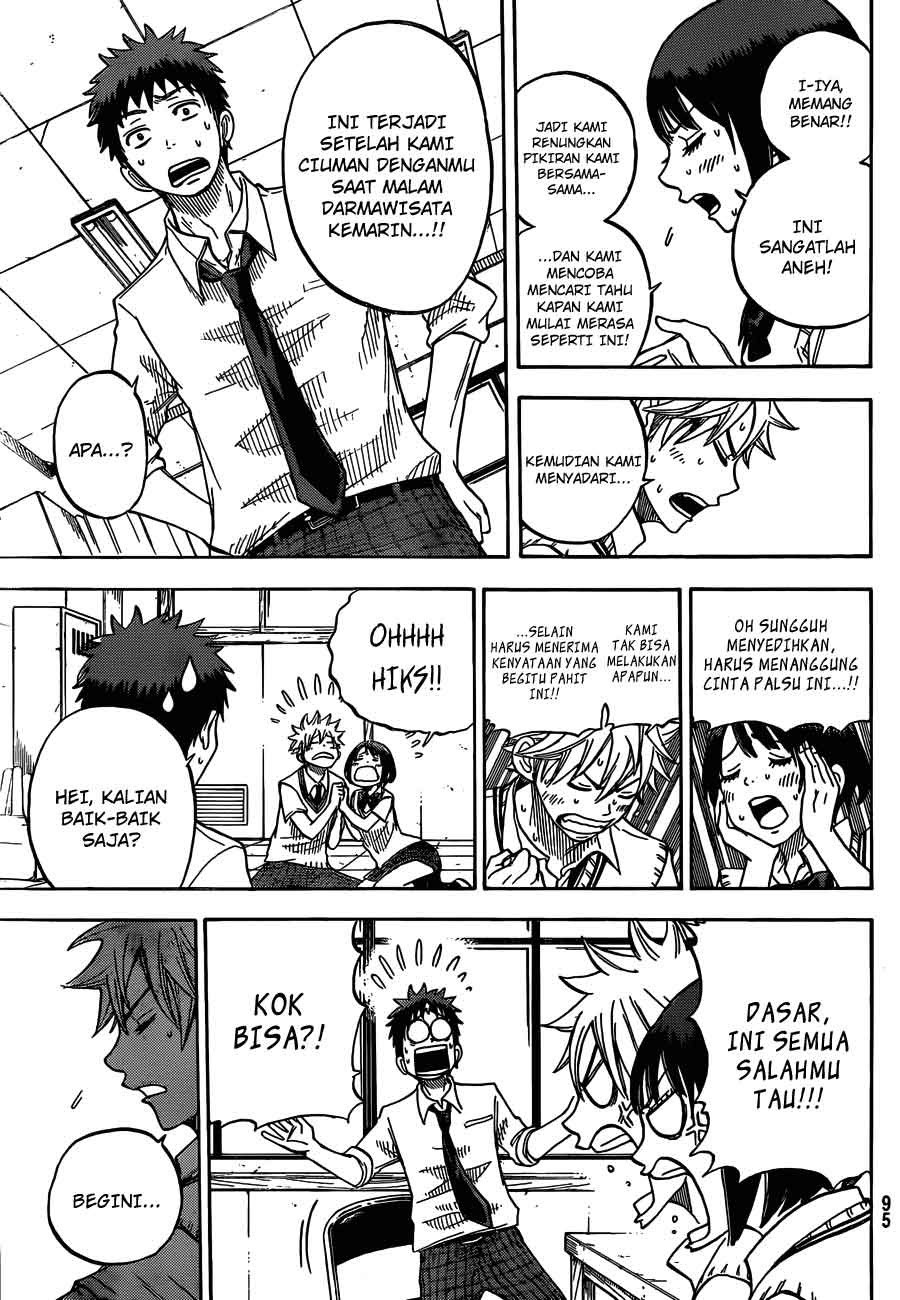 I-IYA,
MEMANG
BENAR!!
INI
SANGATLAH
ANEH!
JADI KAMI
RENUNGKAN
PIKIRAN KAMI
BERSAMA-
SAMA...
...DAN KAMI
MENCOBA
MENCARI TAHU
KAPAN KAMI
MULAI MERASA
SEPERTI INI!
KEMUDIAN KAMI
MENYADARI...
INI TERJADI
SETELAH KAMI
CIUMAN DENGANMU
SAAT MALAM
DARMAWISATA
KEMARIN...!!
APA...?
OH SUNGGUH
MENYEDIHKAN,
HARUS MENANGGUNG
CINTA PALSU INI...!!
KAMI
TAK BISA
MELAKUKAN
APAPUN...
...SELAIN
HARUS MENERIMA
KENYATAAN YANG
BEGITU PAHIT
INI!!
OHHHH
HIKS!!
HEI, KALIAN
BAIK-BAIK
SAJA?
DASAR,
INI SEMUA
SALAHMU
TAU!!!
KOK
BISA?!
BEGINI...
95